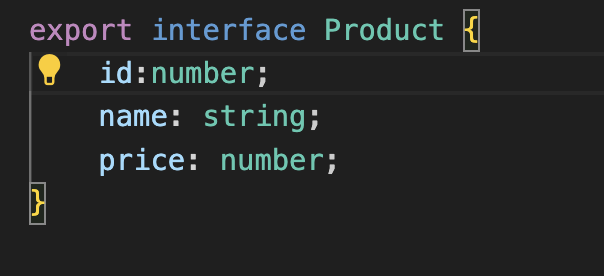 export interface Product {
id:number;
name: string;
price: number;
}